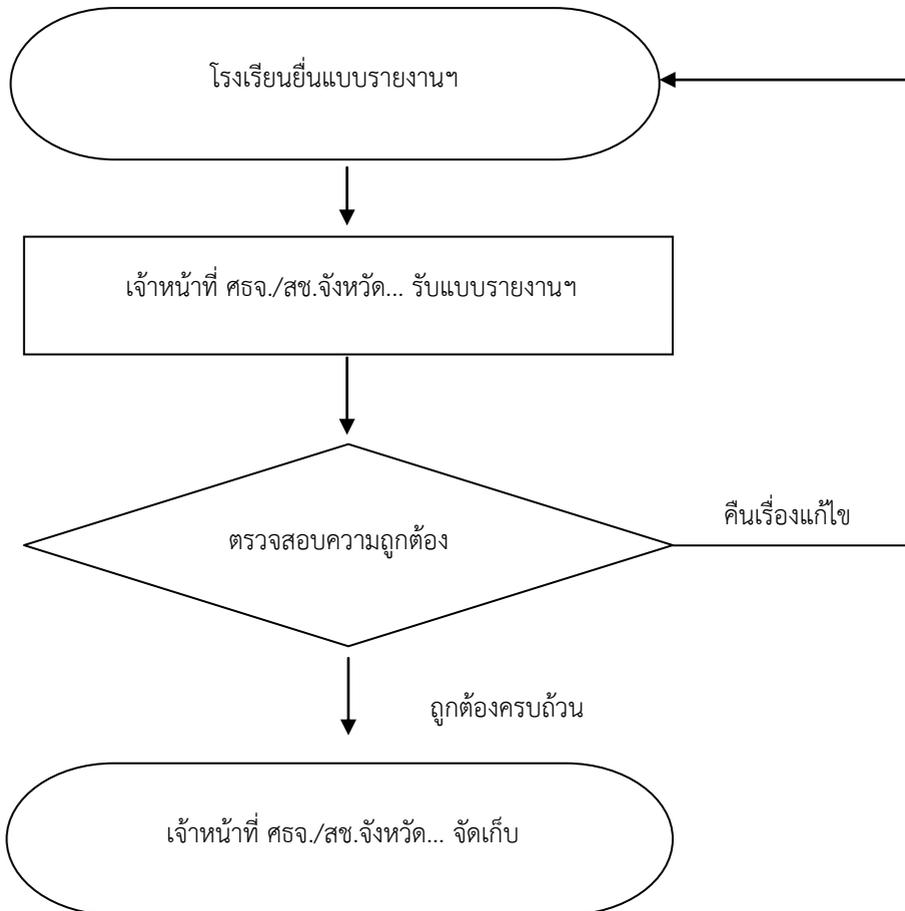 โรงเรียนยื่นแบบรายงานฯ
เจ้าหน้าที่ ศธจ./สช.จังหวัด... รับแบบรายงานฯ
คืนเรื่องแก้ไข
ตรวจสอบความถูกต้อง
ถูกต้องครบถ้วน
เจ้าหน้าที่ ศธจ./สช.จังหวัด... จัดเก็บ